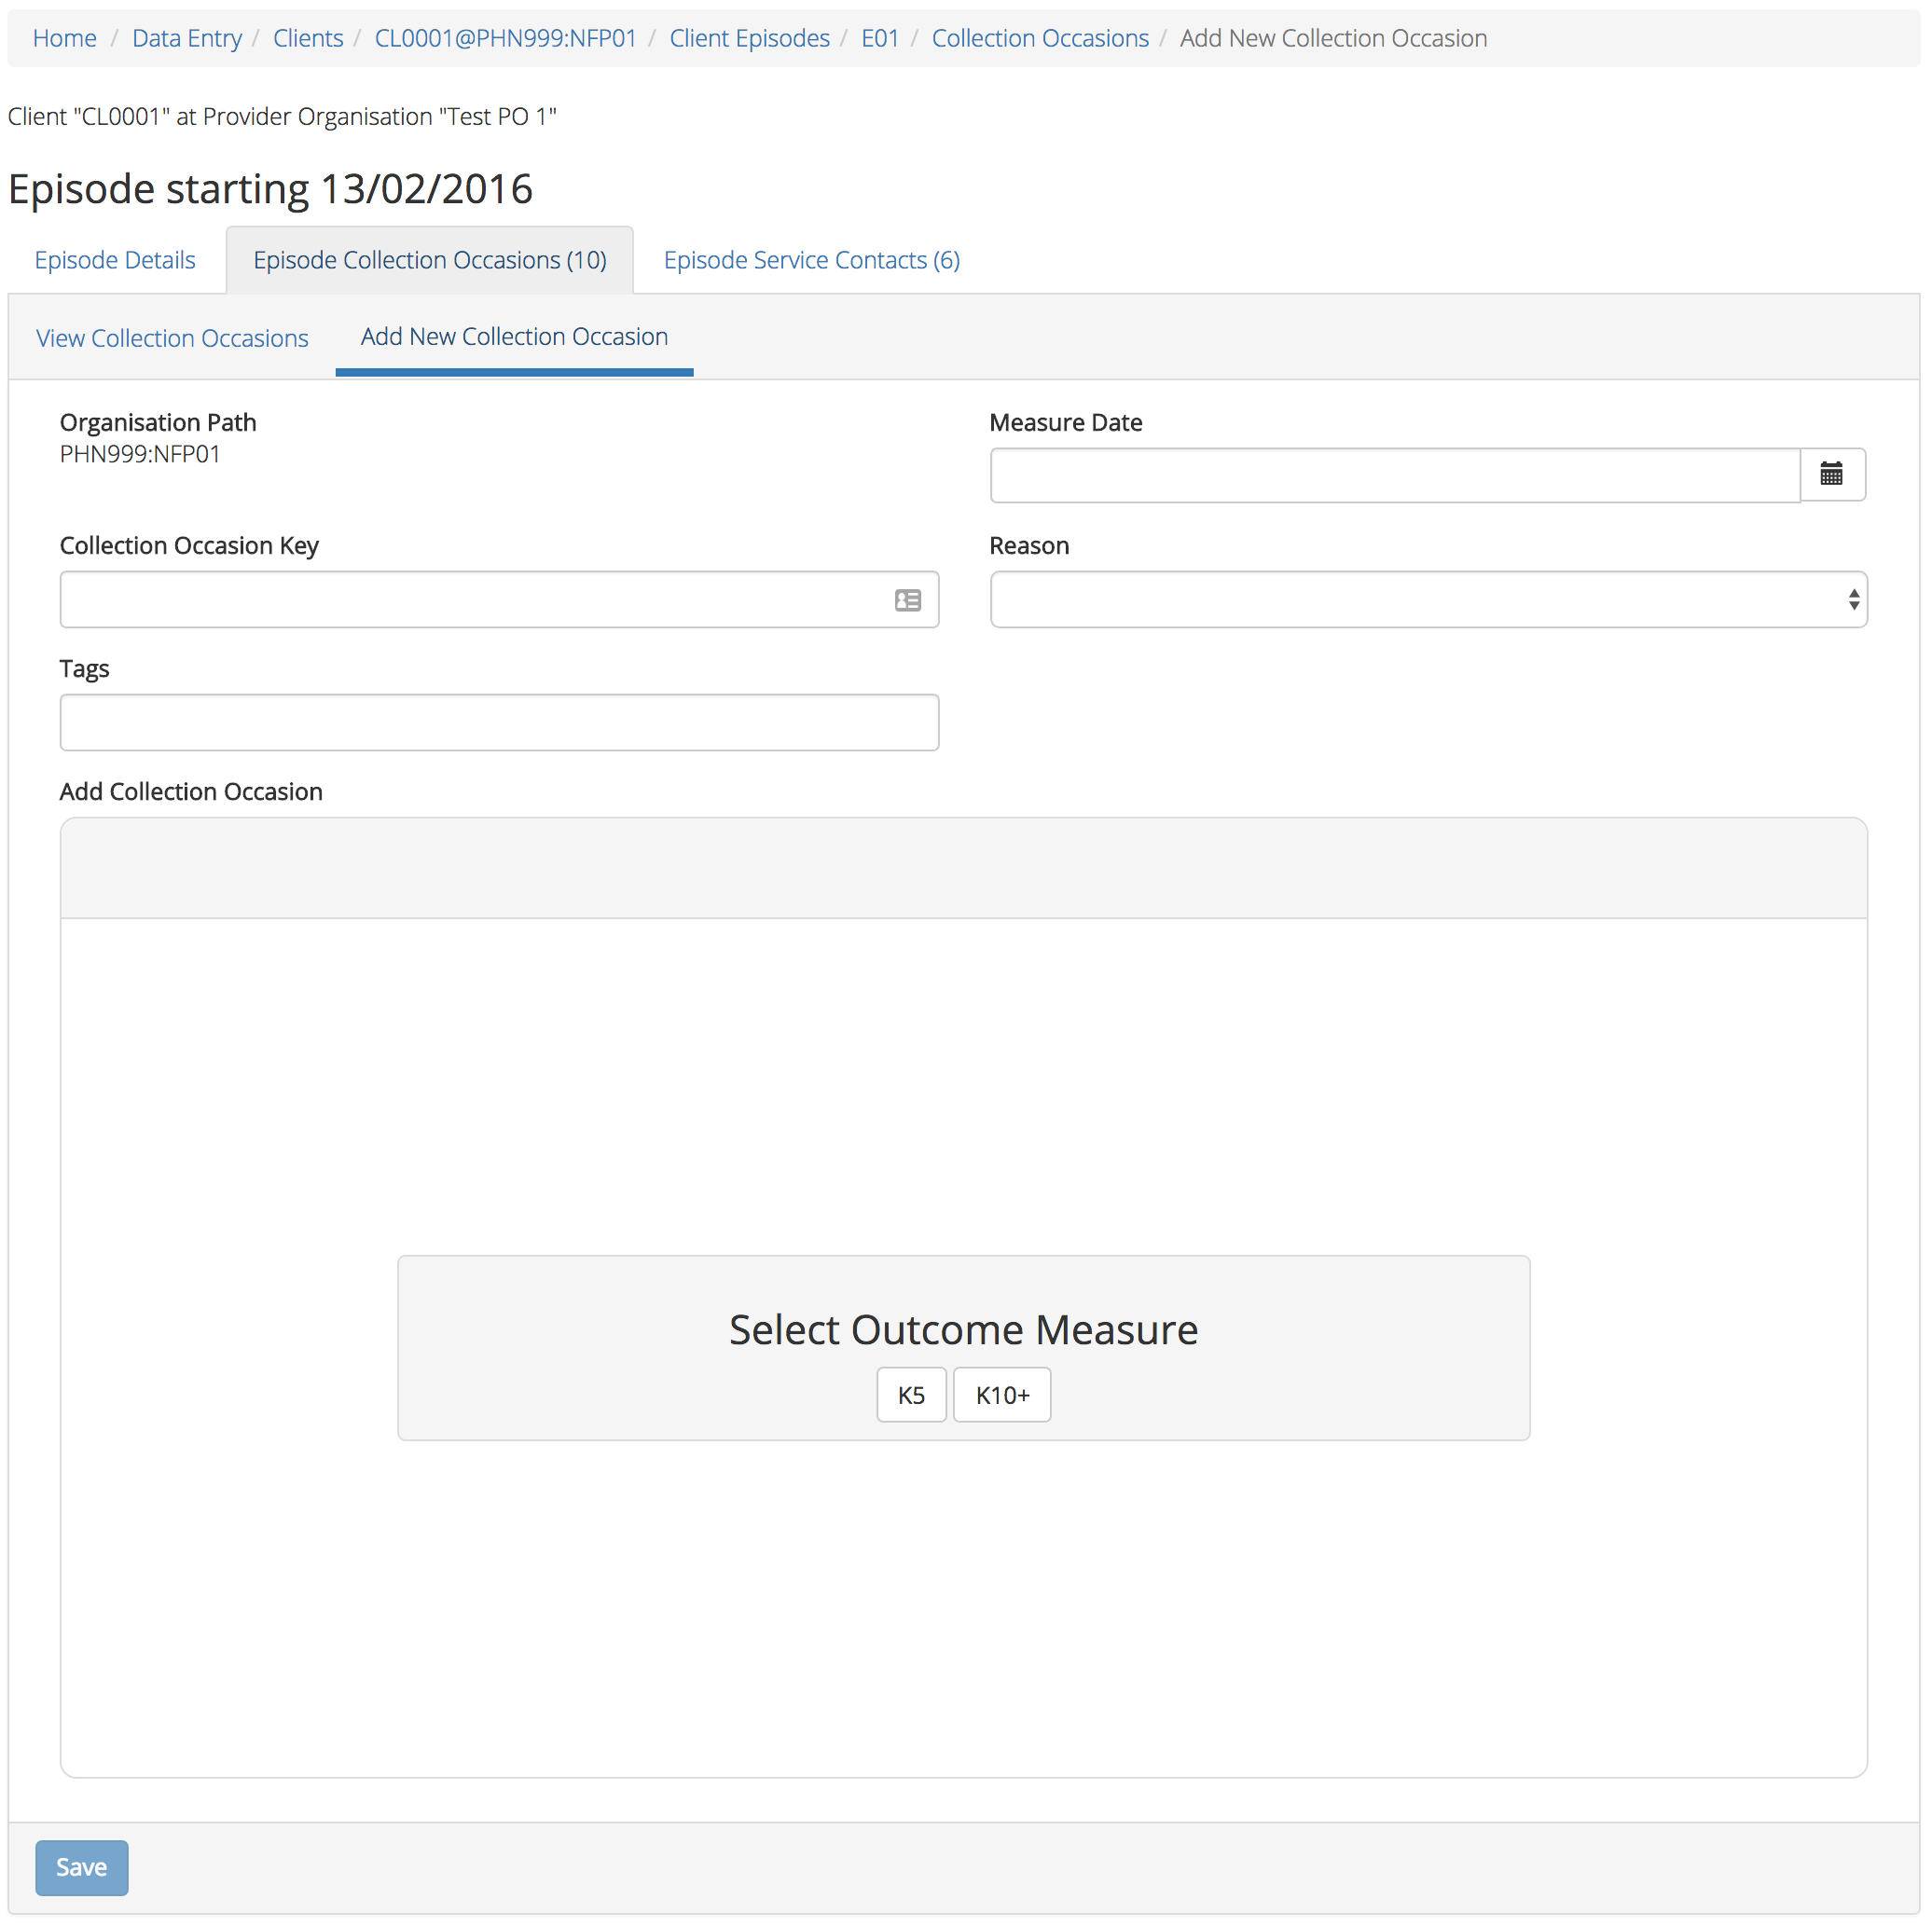 Home / Data Entry / Clients / CL0001@PHN999:NFP01 / Client Episodes / E01 / Collection Occasions / Add New Collection Occasion
Client "CL0001" at Provider Organisation "Test PO 1"
Episode starting 13/02/2016
Episode Details Episode Collection Occasions (10) Episode Service Contacts (6)
View Collection Occasions Add New Collection Occasion
Organisation Path
PHN999:NFP01
Measure Date
Collection Occasion Key
Reason
Tags
Add Collection Occasion
Select Outcome Measure
K5 K10+
Save